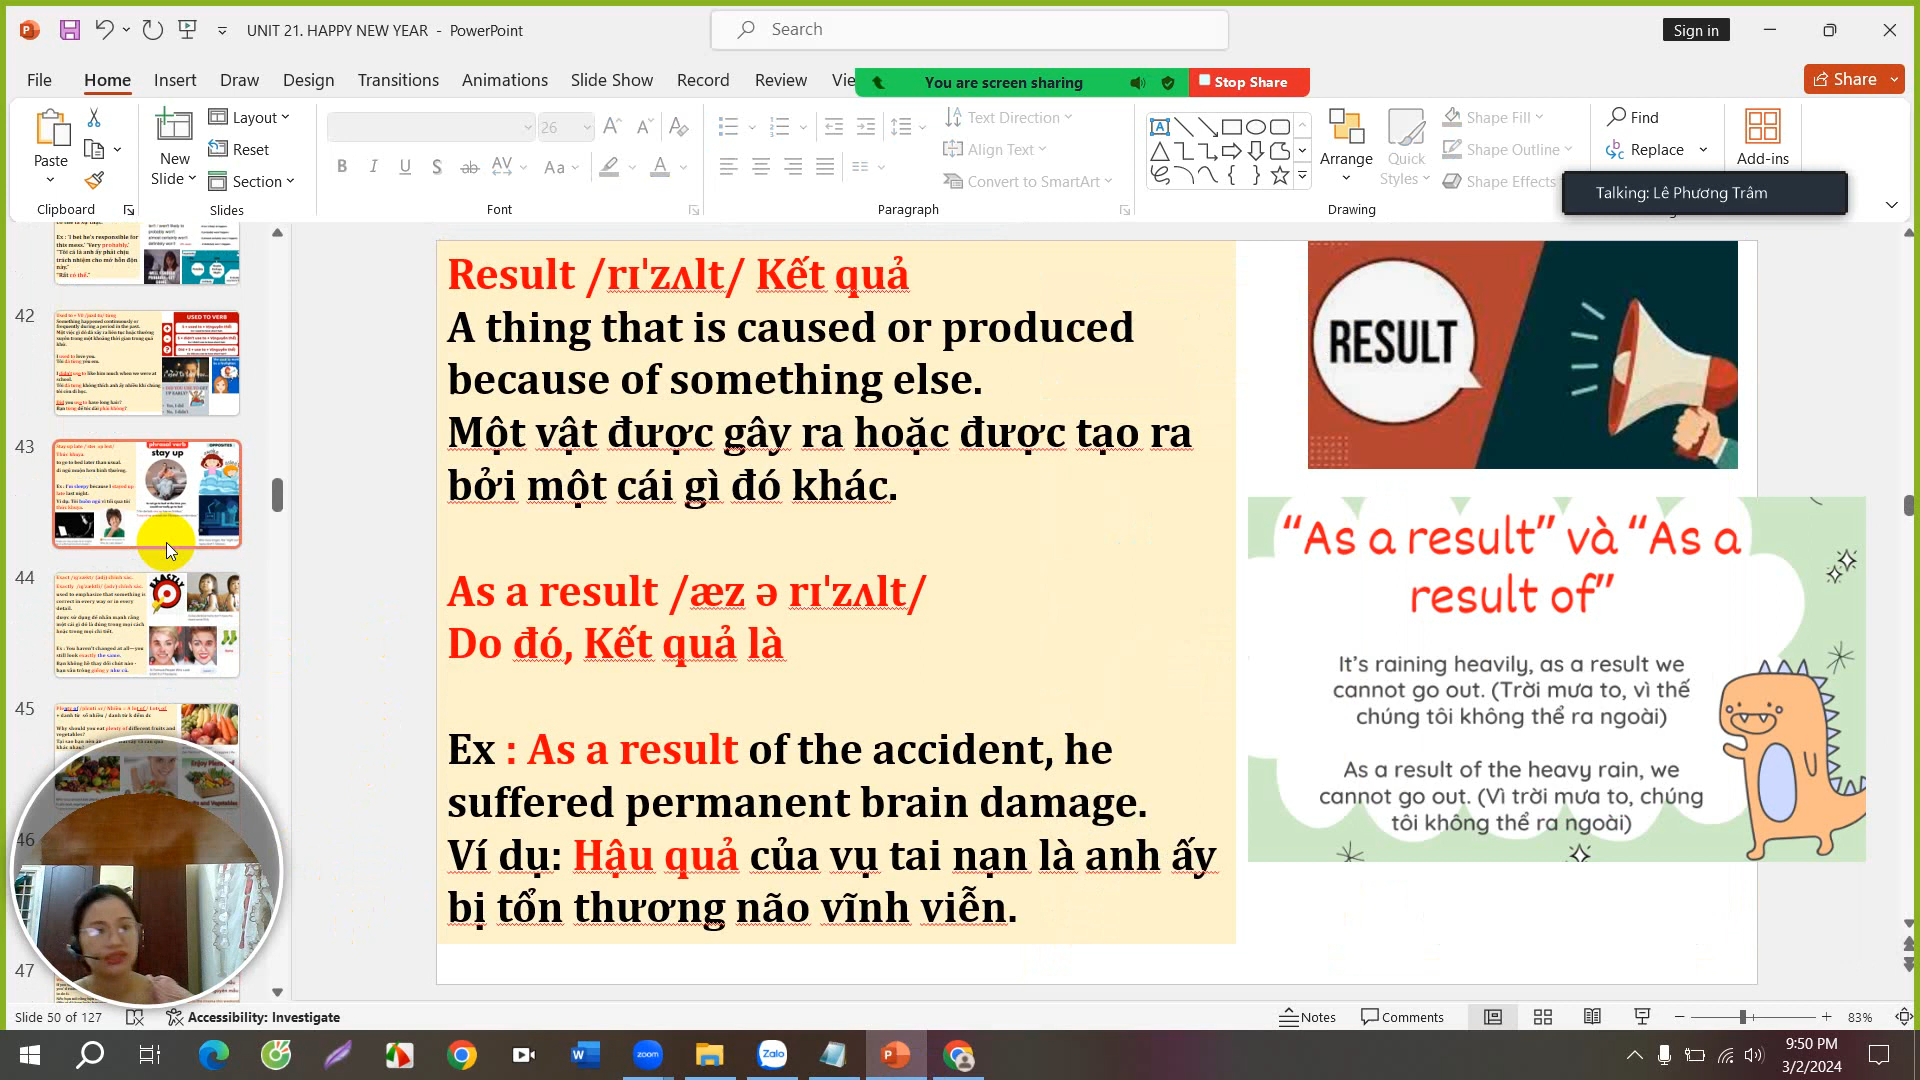 UNIT 21. HAPPY NEW YEAR - PowerPoint
Search
Sign in
File Home Insert Draw Design Transitions Animations Slide Show Record Review Vie
You are screen sharing
Stop Share
Share
Paste
Clipboard
New Slide
Layout
Reset
Section
Slides
26
Font
Text Direction
Align Text
Convert to SmartArt
Paragraph
Arrange
Quick Styles
Shape Fill
Shape Outline
Shape Effects
Drawing
Find
Replace
Add-ins
Talking: Lê Phương Trâm
42
USED TO VERB
43
stay up
44
EXACTLY
45
46
47
Result /rɪˈzʌlt/ Kết quả
A thing that is caused or produced
because of something else.
Một vật được gây ra hoặc được tạo ra
bởi một cái gì đó khác.
As a result /æz ə rɪˈzʌlt/
Do đó, Kết quả là
Ex : As a result of the accident, he
suffered permanent brain damage.
Ví dụ: Hậu quả của vụ tai nạn là anh ấy
bị tổn thương não vĩnh viễn.
RESULT
“As a result” và “As a
result of”
It’s raining heavily, as a result we
cannot go out. (Trời mưa to, vì thế
chúng tôi không thể ra ngoài)
As a result of the heavy rain, we
cannot go out. (Vì trời mưa to, chúng
tôi không thể ra ngoài)
Slide 50 of 127
Accessibility: Investigate
Notes
Comments
83%
zoom
Zalo
9:50 PM
3/2/2024